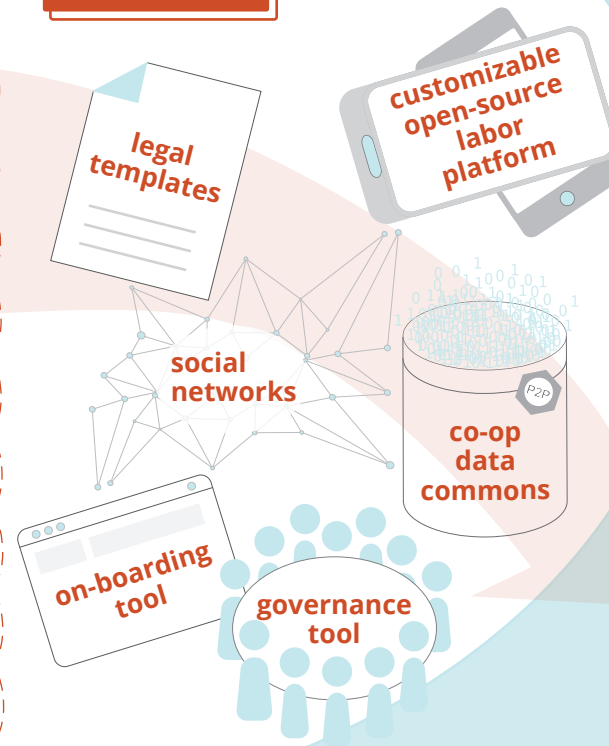 customizable
open-source
labor
platform
legal
templates
social
networks
P2P
co-op
data
commons
on-boarding
tool
governance
tool